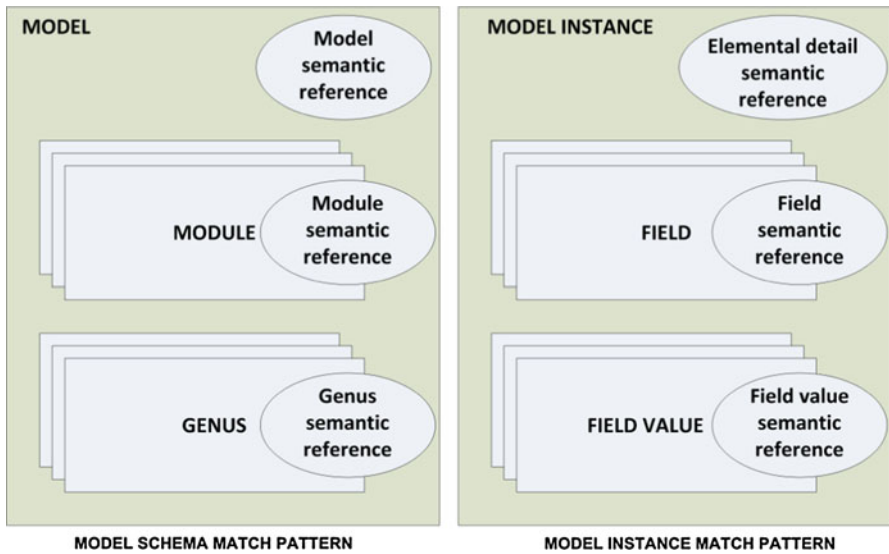 MODEL
Model
semantic
reference
MODULE
Module
semantic
reference
GENUS
Genus
semantic
reference
MODEL SCHEMA MATCH PATTERN
MODEL INSTANCE
Elemental detail
semantic
reference
FIELD
Field
semantic
reference
FIELD VALUE
Field value
semantic
reference
MODEL INSTANCE MATCH PATTERN